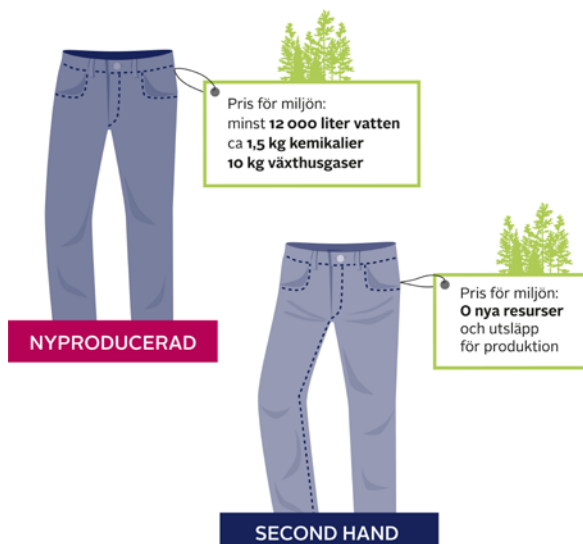 Pris för miljön:
minst 12 000 liter vatten
ca 1,5 kg kemikalier
10 kg växthusgaser
NYPRODUCERAD
Pris för miljön:
0 nya resurser
och utsläpp
för produktion
SECOND HAND